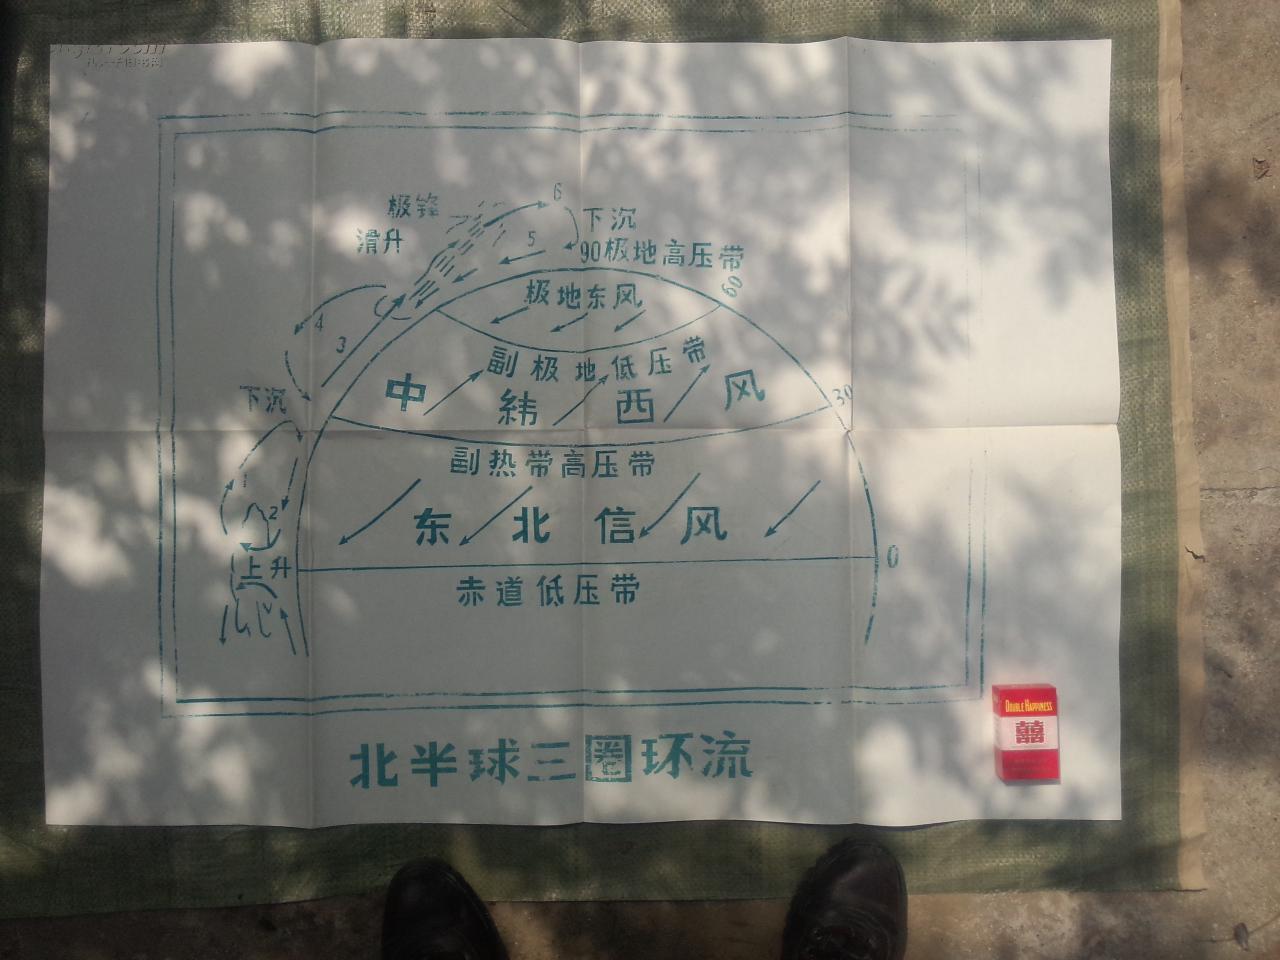 极锋
滑升
6
下沉
5
90极地高压带
60
极地东风
4
3
副极地低压带
中纬西风
30
下沉
副热带高压带
1
2
东北信风
上升
0
赤道低压带
北半球三圈环流
DOUBLE HAPPINESS
囍